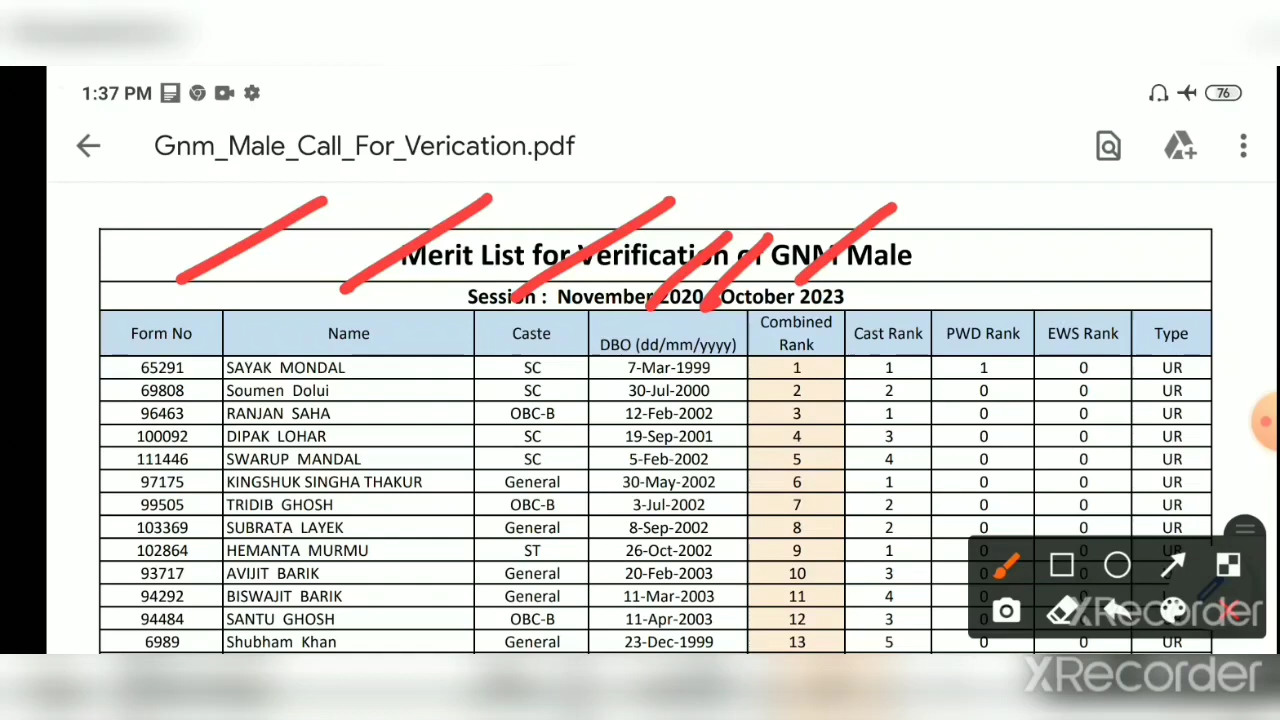 1:37 PM 76
Gnm_Male_Call_For_Verication.pdf
Merit List for Verification of GNM Male
Session : November 2020 October 2023
Form No Name Caste DBO (dd/mm/yyyy) Combined Rank Cast Rank PWD Rank EWS Rank Type
65291 SAYAK MONDAL SC 7-Mar-1999 1 1 1 0 UR
69808 Soumen Dolui SC 30-Jul-2000 2 2 0 0 UR
96463 RANJAN SAHA OBC-B 12-Feb-2002 3 1 0 0 UR
100092 DIPAK LOHAR SC 19-Sep-2001 4 3 0 0 UR
111446 SWARUP MANDAL SC 5-Feb-2002 5 4 0 0 UR
97175 KINGSHUK SINGHA THAKUR General 30-May-2002 6 1 0 0 UR
99505 TRIDIB GHOSH OBC-B 3-Jul-2002 7 2 0 0 UR
103369 SUBRATA LAYEK General 8-Sep-2002 8 2 0 0 UR
102864 HEMANTA MURMU ST 26-Oct-2002 9 1 0 0 UR
93717 AVIJIT BARIK General 20-Feb-2003 10 3
94292 BISWAJIT BARIK General 11-Mar-2003 11 4
94484 SANTU GHOSH OBC-B 11-Apr-2003 12 3
6989 Shubham Khan General 23-Dec-1999 13 5 0 0 UR
XRecorder
XRecorder